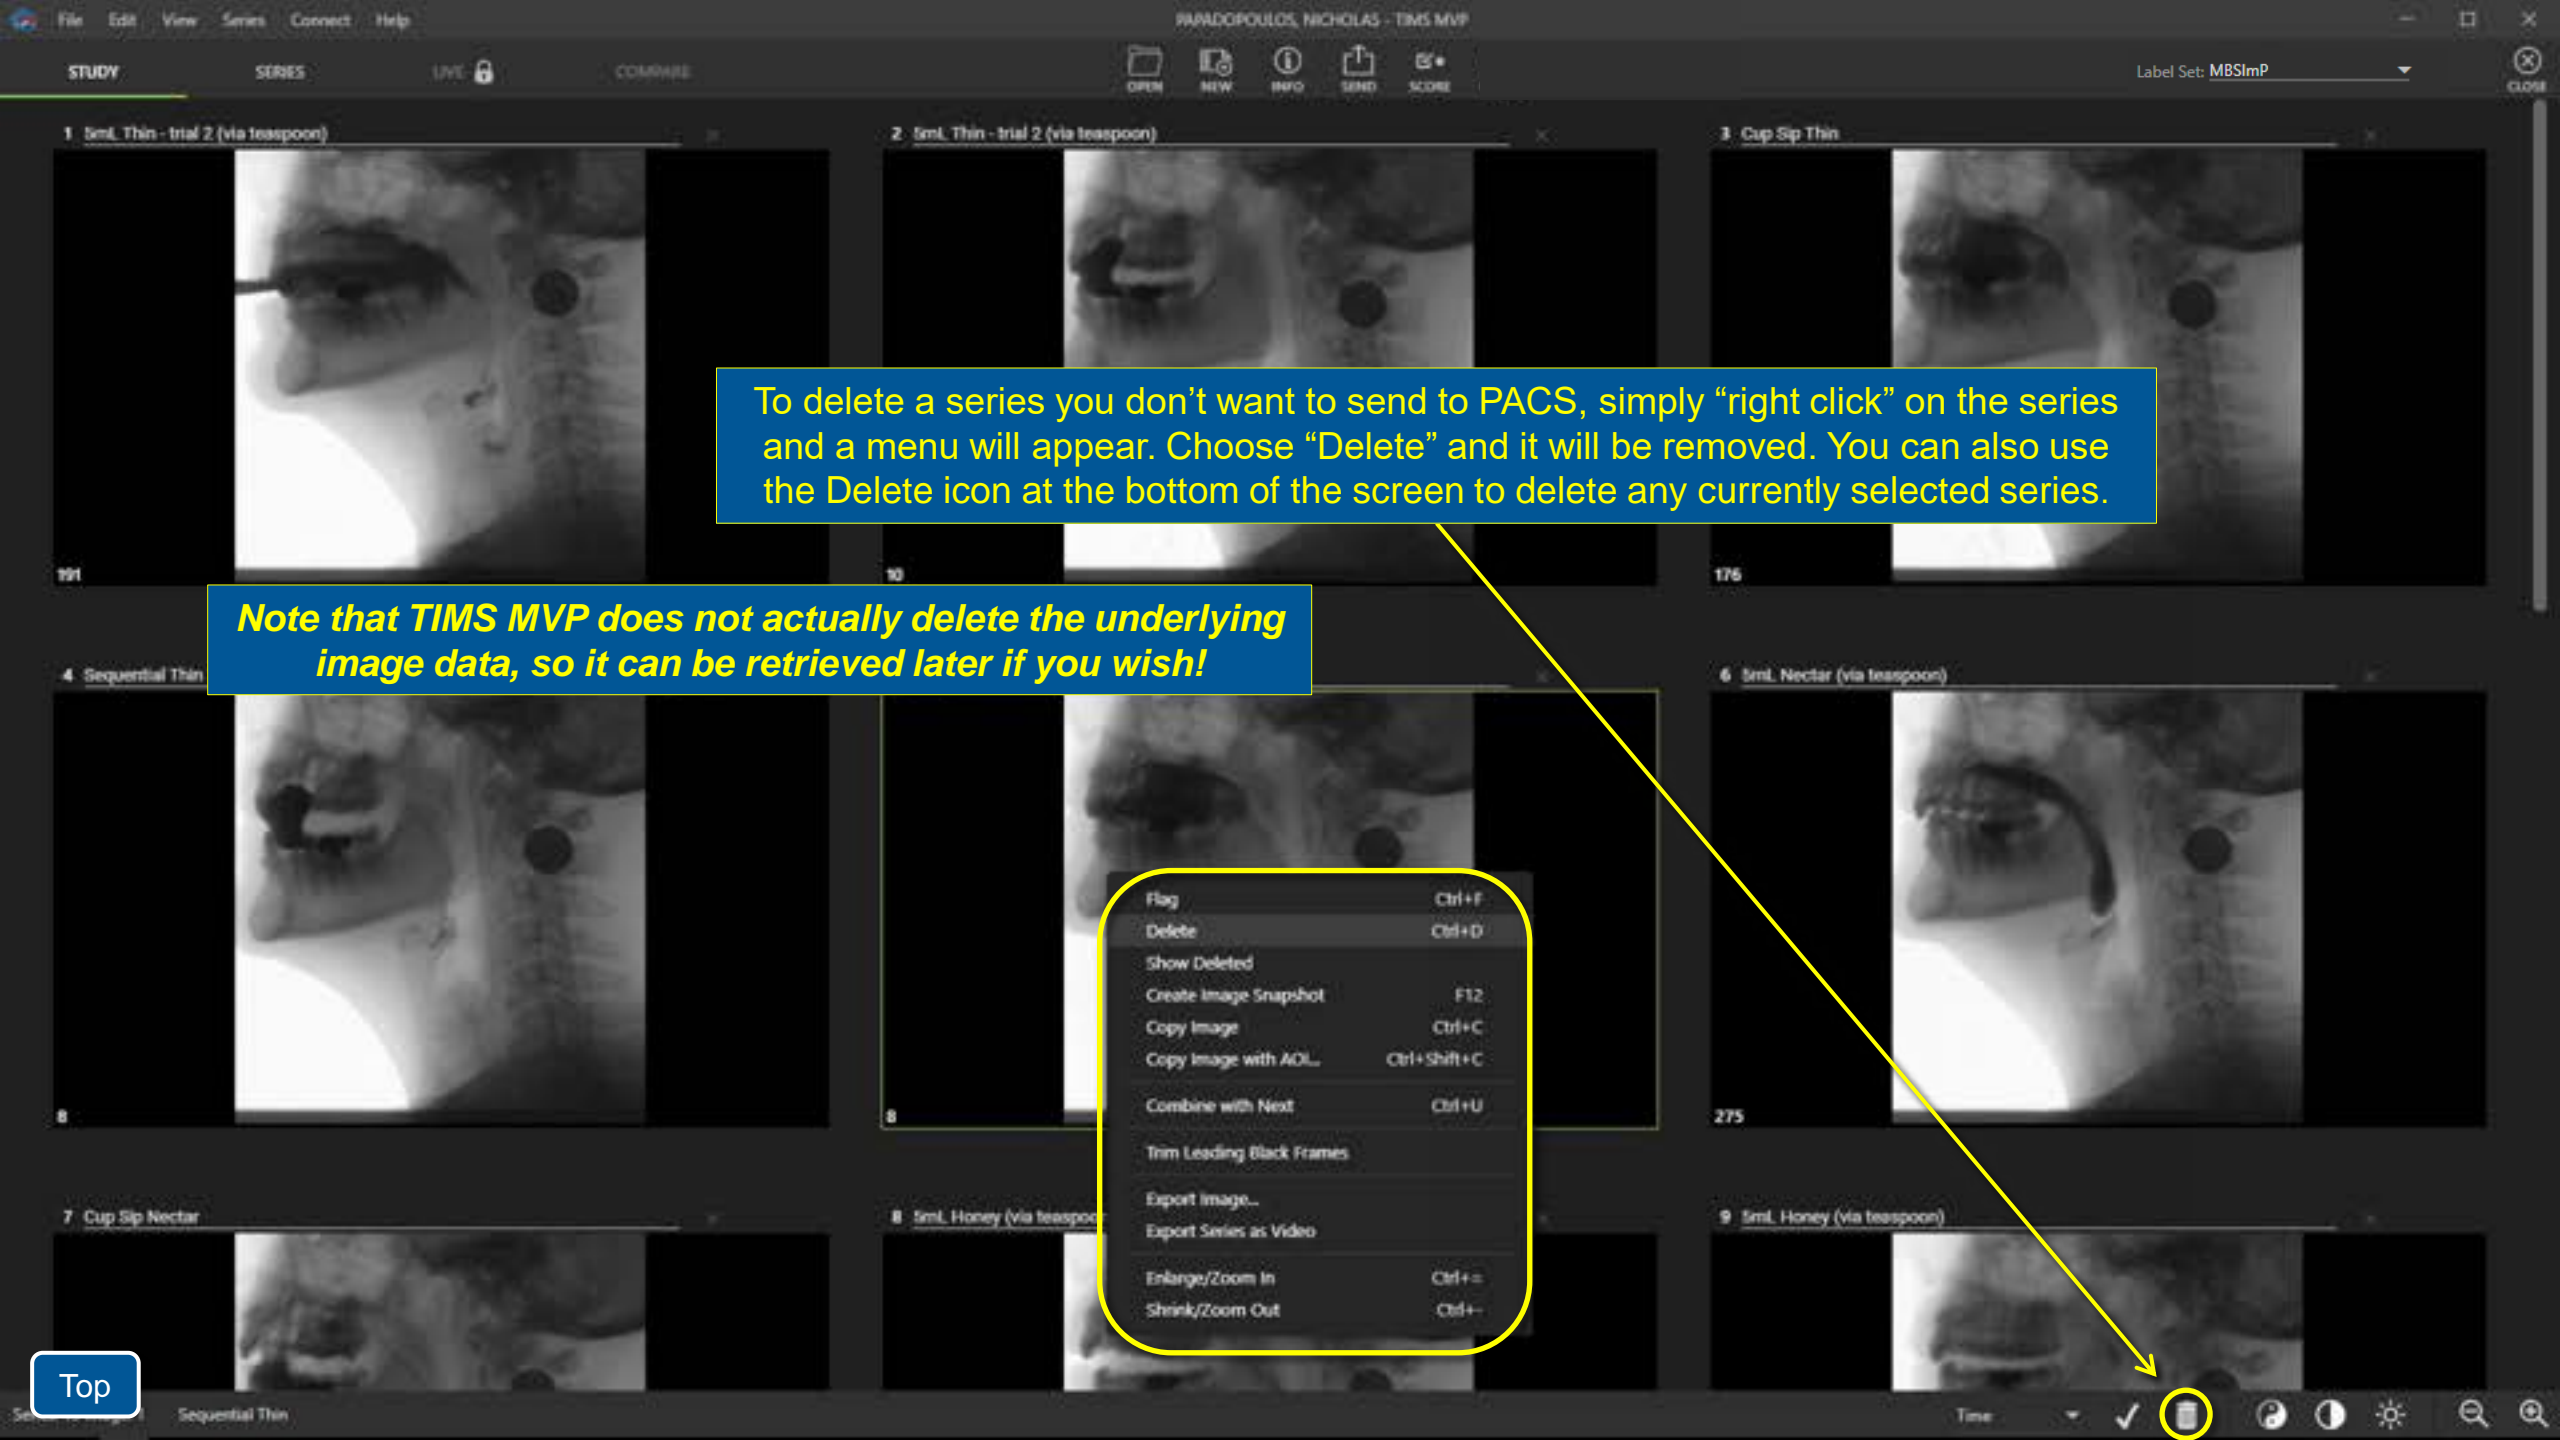 File Edit View Series Connect Help
PAPADOPOULOS, NICHOLAS - TIMS MVP
STUDY SERIES LIVE COMPARE
OPEN NEW INFO SEND SCORE
Label Set: MBSImP
CLOSE
1 5mL Thin - trial 2 (via teaspoon)
2 5mL Thin - trial 2 (via teaspoon)
3 Cup Sip Thin
To delete a series you don’t want to send to PACS, simply “right click” on the series
and a menu will appear. Choose “Delete” and it will be removed. You can also use
the Delete icon at the bottom of the screen to delete any currently selected series.
191
10
176
Note that TIMS MVP does not actually delete the underlying
image data, so it can be retrieved later if you wish!
4 Sequential Thin
6 5mL Nectar (via teaspoon)
Flag Ctrl+F
Delete Ctrl+D
Show Deleted
Create Image Snapshot F12
Copy Image Ctrl+C
Copy Image with AOI... Ctrl+Shift+C
Combine with Next Ctrl+U
Trim Leading Black Frames
Export Image...
Export Series as Video
Enlarge/Zoom In Ctrl+=
Shrink/Zoom Out Ctrl+-
8
8
275
7 Cup Sip Nectar
8 5mL Honey (via teaspoo
9 5mL Honey (via teaspoon)
Top
Sequential Thin
Time